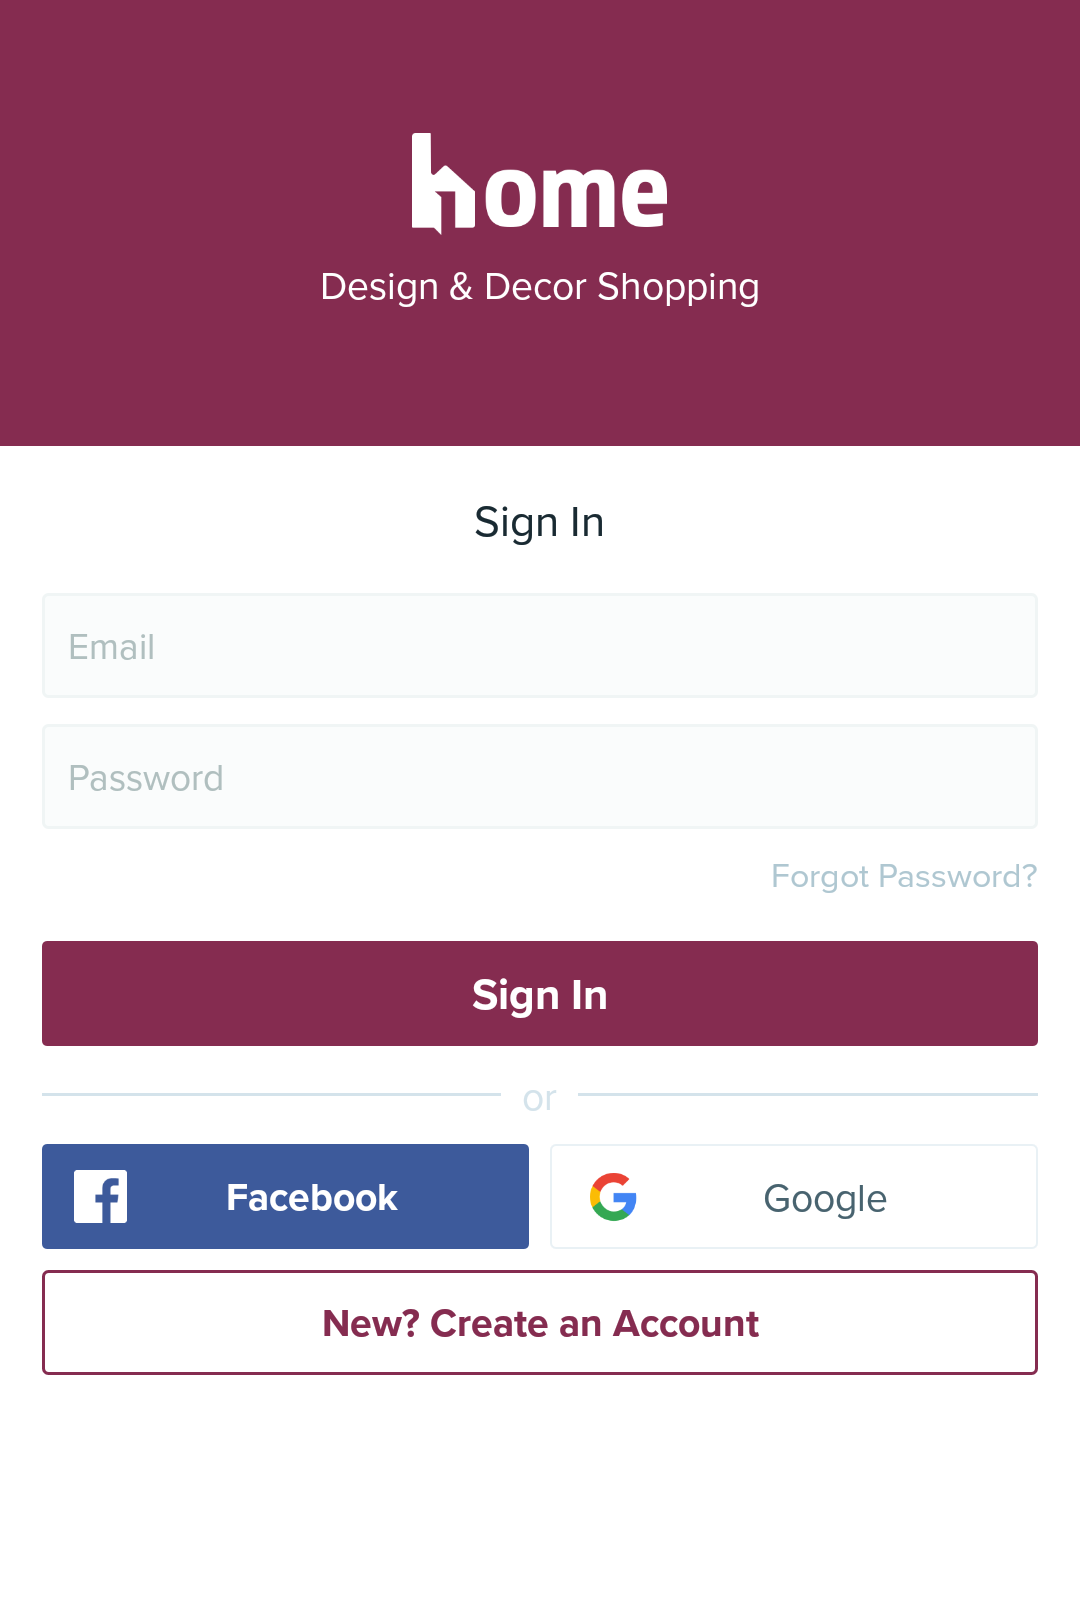 home
Design & Decor Shopping
Sign In
Email
Password
Forgot Password?
Sign In
or
Facebook
Google
New? Create an Account